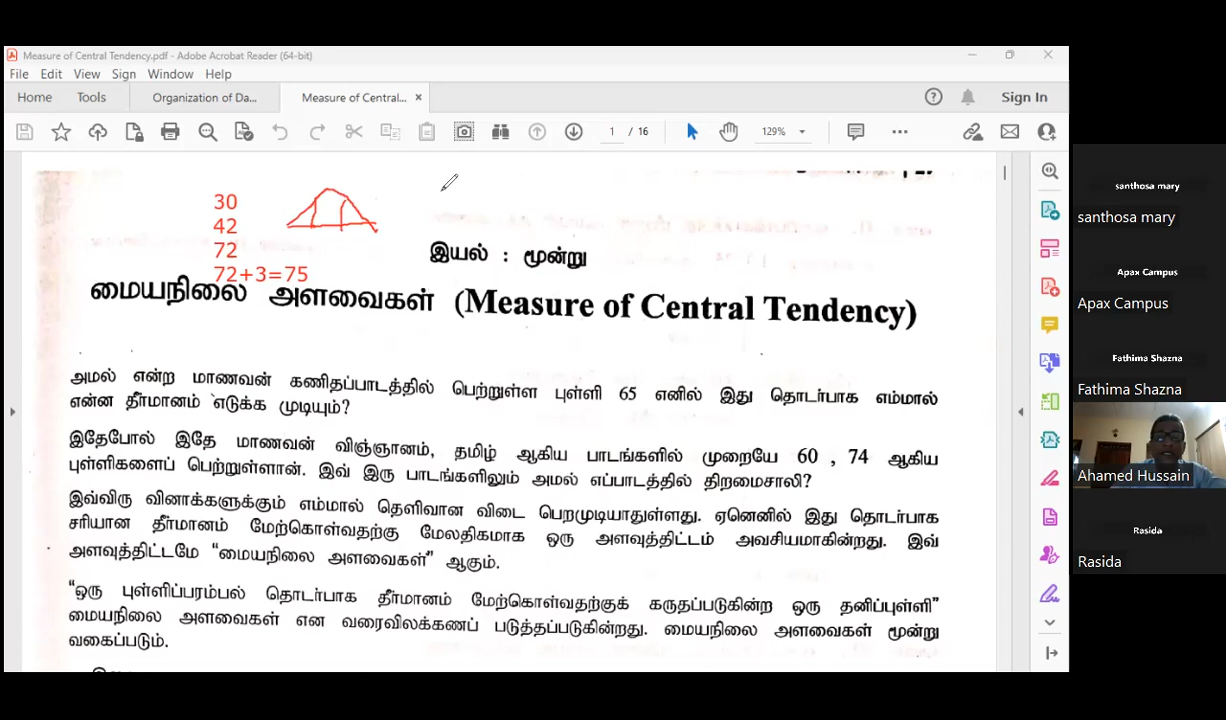 Measure of Central Tendency.pdf - Adobe Acrobat Reader (64-bit)
File Edit View Sign Window Help
Home Tools Organization of Da... Measure of Central... × Sign In
1 / 16 129%
30
42
72
72+3=75
இயல் : மூன்று
மையநிலை அளவைகள் (Measure of Central Tendency)
அமல் என்ற மாணவன் கணிதப்பாடத்தில் பெற்றுள்ள புள்ளி 65 எனில் இது தொடர்பாக எம்மால்
என்ன தீர்மானம் எடுக்க முடியும்?
இதேபோல் இதே மாணவன் விஞ்ஞானம், தமிழ் ஆகிய பாடங்களில் முறையே 60 , 74 ஆகிய
புள்ளிகளைப் பெற்றுள்ளான். இவ் இரு பாடங்களிலும் அமல் எப்பாடத்தில் திறமைசாலி?
இவ்விரு வினாக்களுக்கும் எம்மால் தெளிவான விடை பெறமுடியாதுள்ளது. ஏனெனில் இது தொடர்பாக
சரியான தீர்மானம் மேற்கொள்வதற்கு மேலதிகமாக ஒரு அளவுத்திட்டம் அவசியமாகின்றது. இவ்
அளவுத்திட்டமே “மையநிலை அளவைகள்” ஆகும்.
“ஒரு புள்ளிப்பரம்பல் தொடர்பாக தீர்மானம் மேற்கொள்வதற்குக் கருதப்படுகின்ற ஒரு தனிப்புள்ளி”
மையநிலை அளவைகள் என வரைவிலக்கணப் படுத்தப்படுகின்றது. மையநிலை அளவைகள் மூன்று
வகைப்படும்.
santhosa mary
santhosa mary
Apax Campus
Apax Campus
Fathima Shazna
Fathima Shazna
Ahamed Hussain
Rasida
Rasida